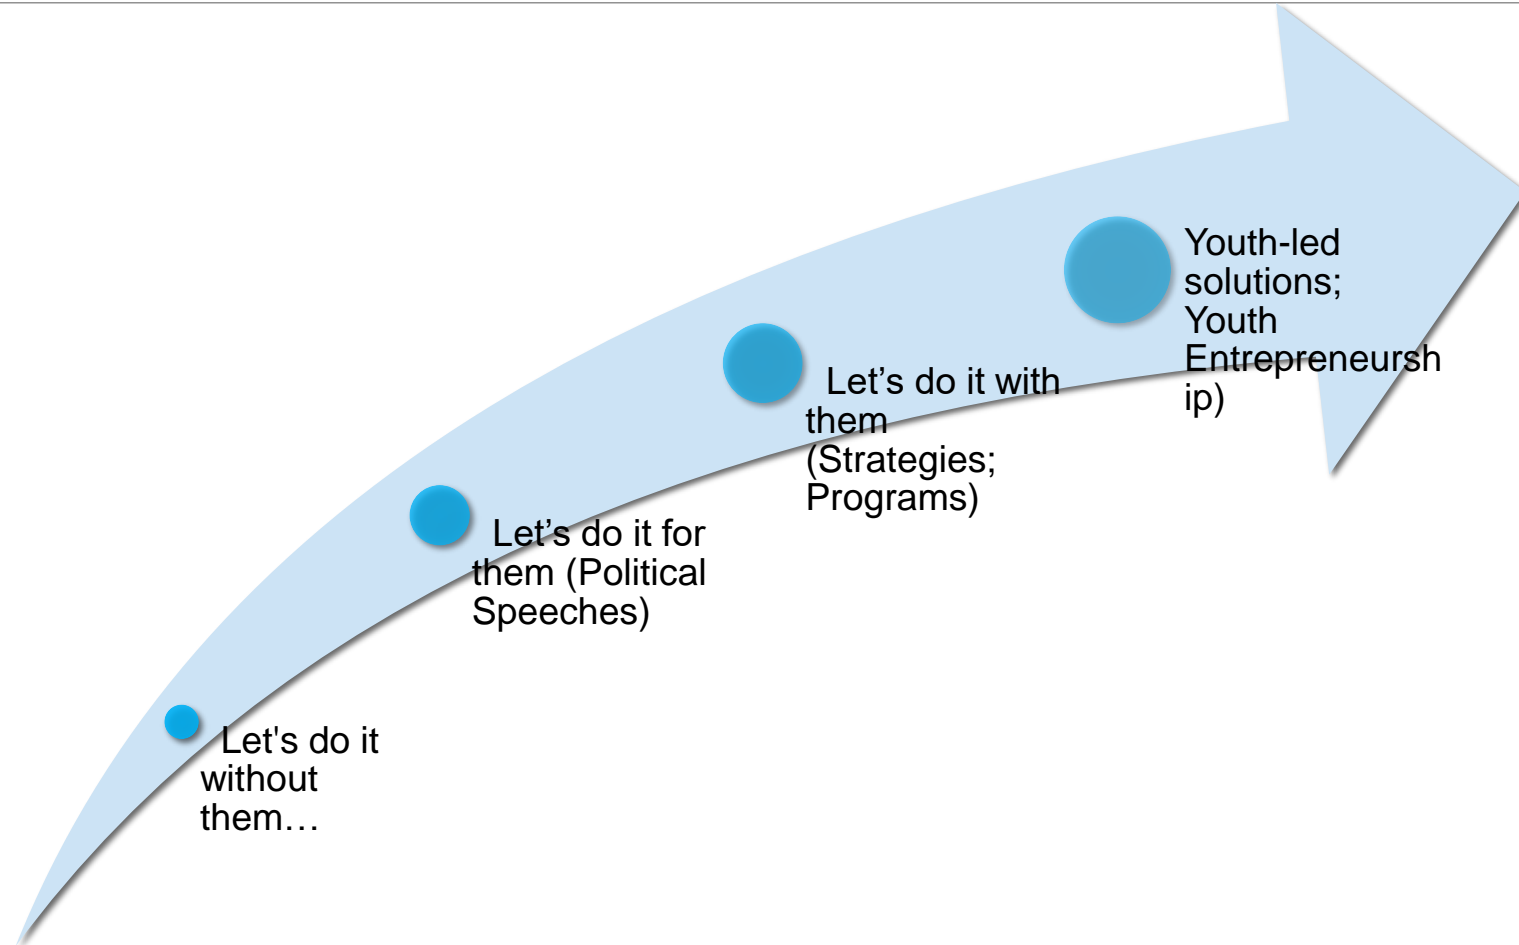 Let's do it
without
them…
Let’s do it for
them (Political
Speeches)
Let’s do it with
them
(Strategies;
Programs)
Youth-led
solutions;
Youth
Entrepreneursh
ip)